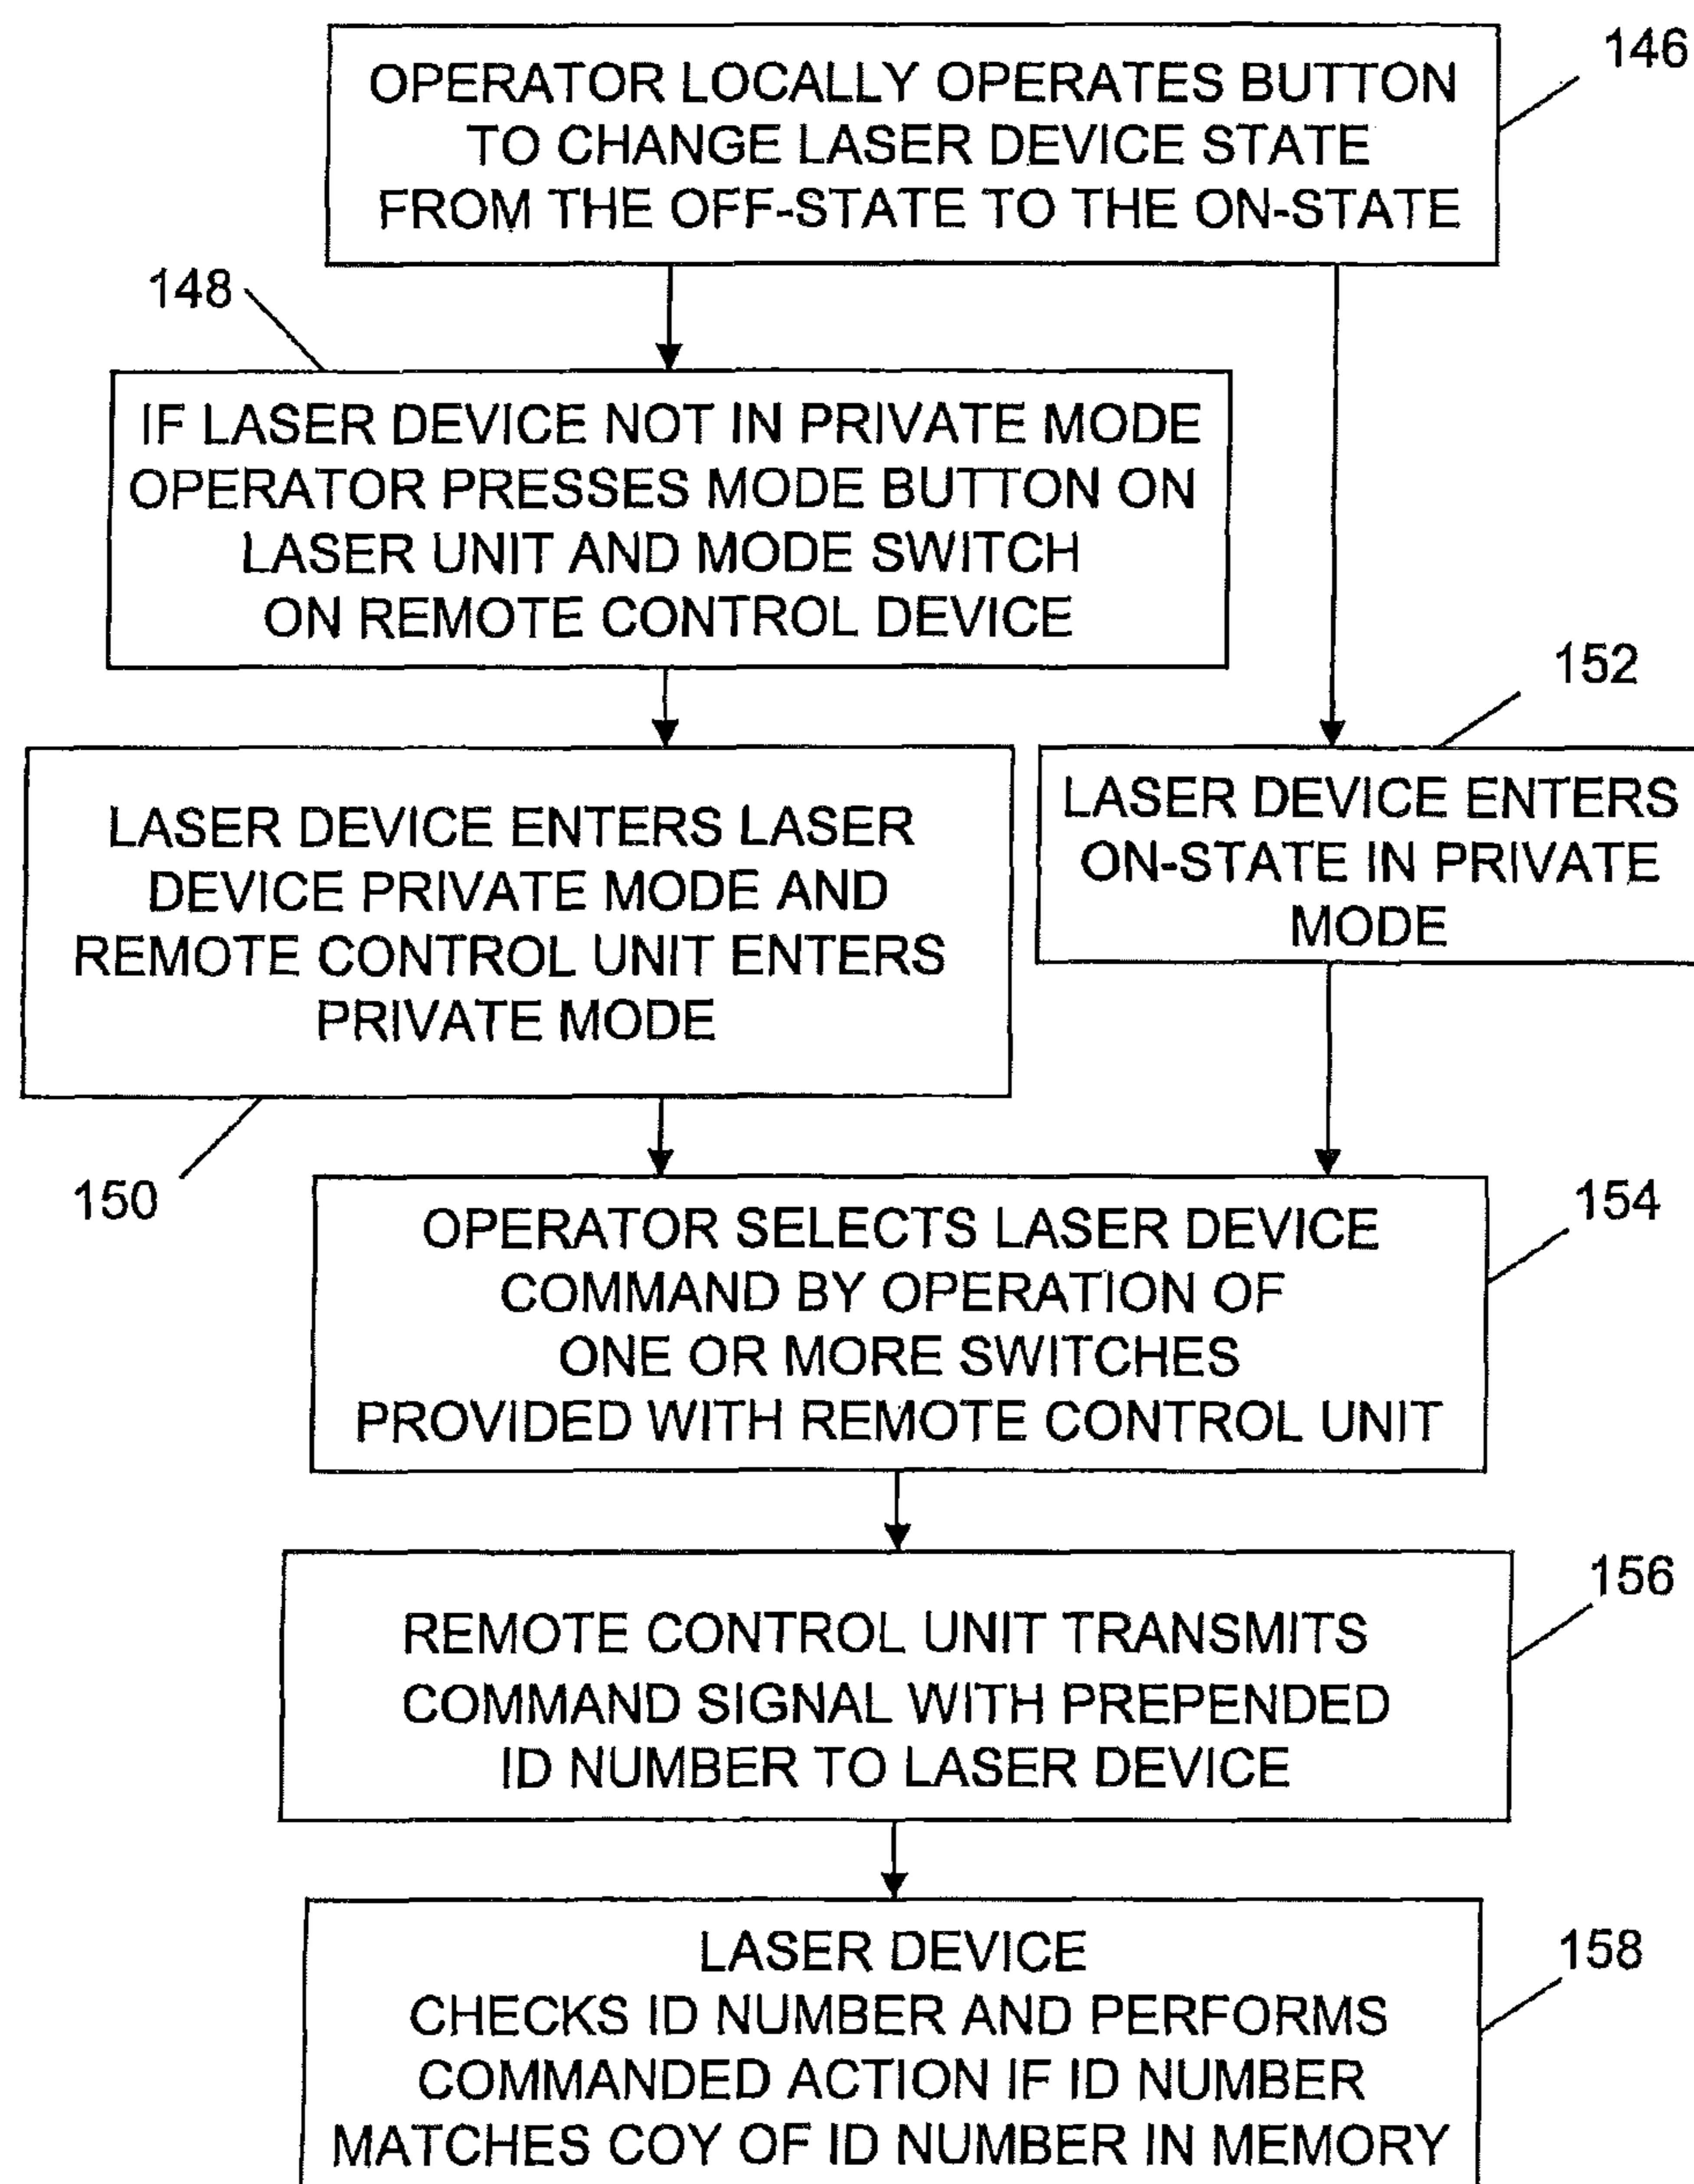 146
OPERATOR LOCALLY OPERATES BUTTON
TO CHANGE LASER DEVICE STATE
FROM THE OFF-STATE TO THE ON-STATE
148
IF LASER DEVICE NOT IN PRIVATE MODE
OPERATOR PRESSES MODE BUTTON ON
LASER UNIT AND MODE SWITCH
ON REMOTE CONTROL DEVICE
152
LASER DEVICE ENTERS LASER
DEVICE PRIVATE MODE AND
REMOTE CONTROL UNIT ENTERS
PRIVATE MODE
LASER DEVICE ENTERS
ON-STATE IN PRIVATE
MODE
150
154
OPERATOR SELECTS LASER DEVICE
COMMAND BY OPERATION OF
ONE OR MORE SWITCHES
PROVIDED WITH REMOTE CONTROL UNIT
156
REMOTE CONTROL UNIT TRANSMITS
COMMAND SIGNAL WITH PREPENDED
ID NUMBER TO LASER DEVICE
158
LASER DEVICE
CHECKS ID NUMBER AND PERFORMS
COMMANDED ACTION IF ID NUMBER
MATCHES COY OF ID NUMBER IN MEMORY